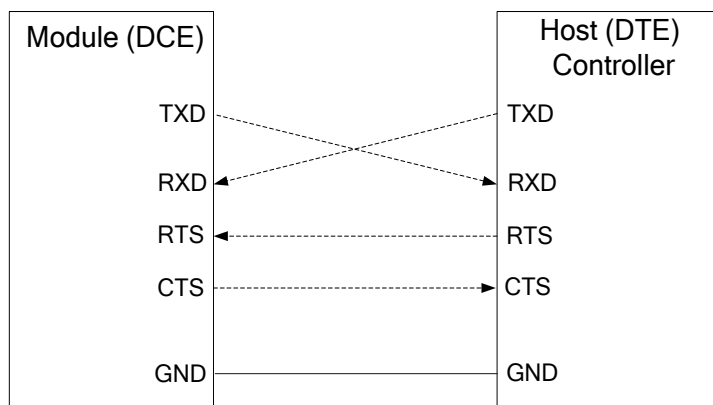 Module (DCE)
TXD
RXD
RTS
CTS
GND
Host (DTE)
Controller
TXD
RXD
RTS
CTS
GND